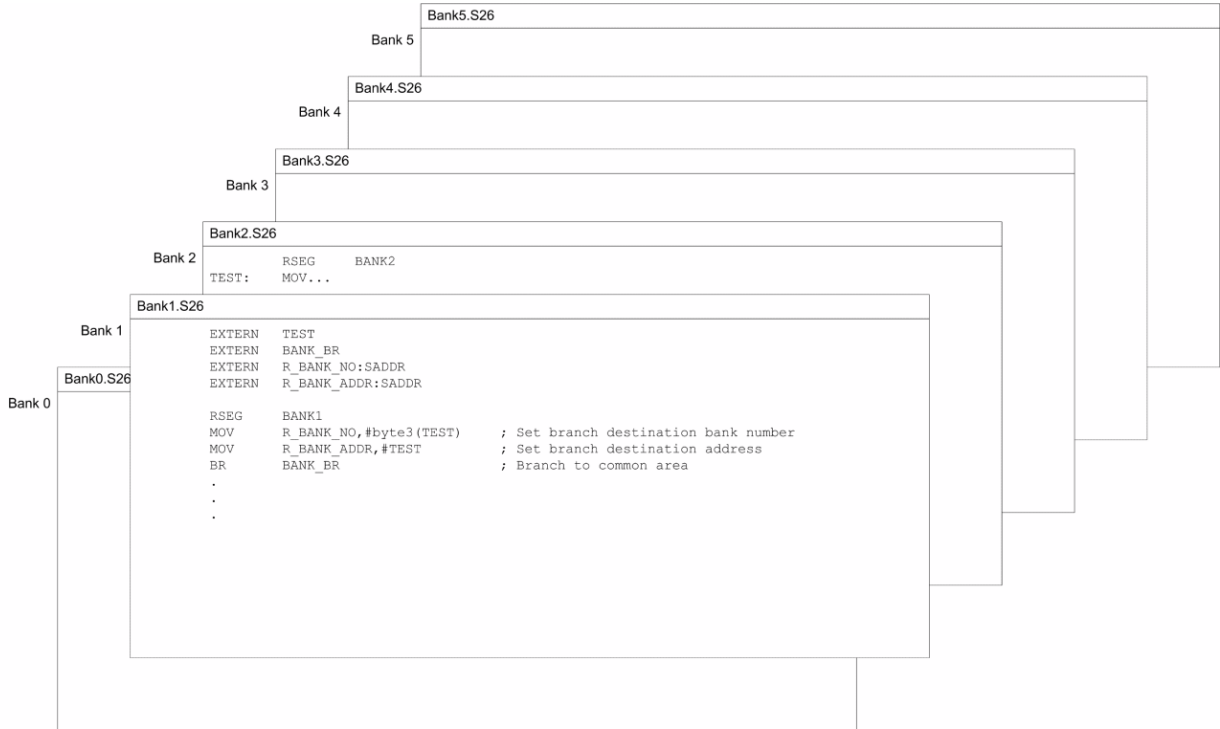 Bank5.S26
Bank 5
Bank4.S26
Bank 4
Bank3.S26
Bank 3
Bank2.S26
Bank 2
RSEG BANK2
TEST: MOV...
Bank1.S26
Bank 1
EXTERN TEST
EXTERN BANK_BR
EXTERN R_BANK_NO:SADDR
EXTERN R_BANK_ADDR:SADDR
RSEG BANK1
MOV R_BANK_NO,#byte3(TEST) ; Set branch destination bank number
MOV R_BANK_ADDR,#TEST ; Set branch destination address
BR BANK_BR ; Branch to common area
.
.
.
Bank0.S26
Bank 0